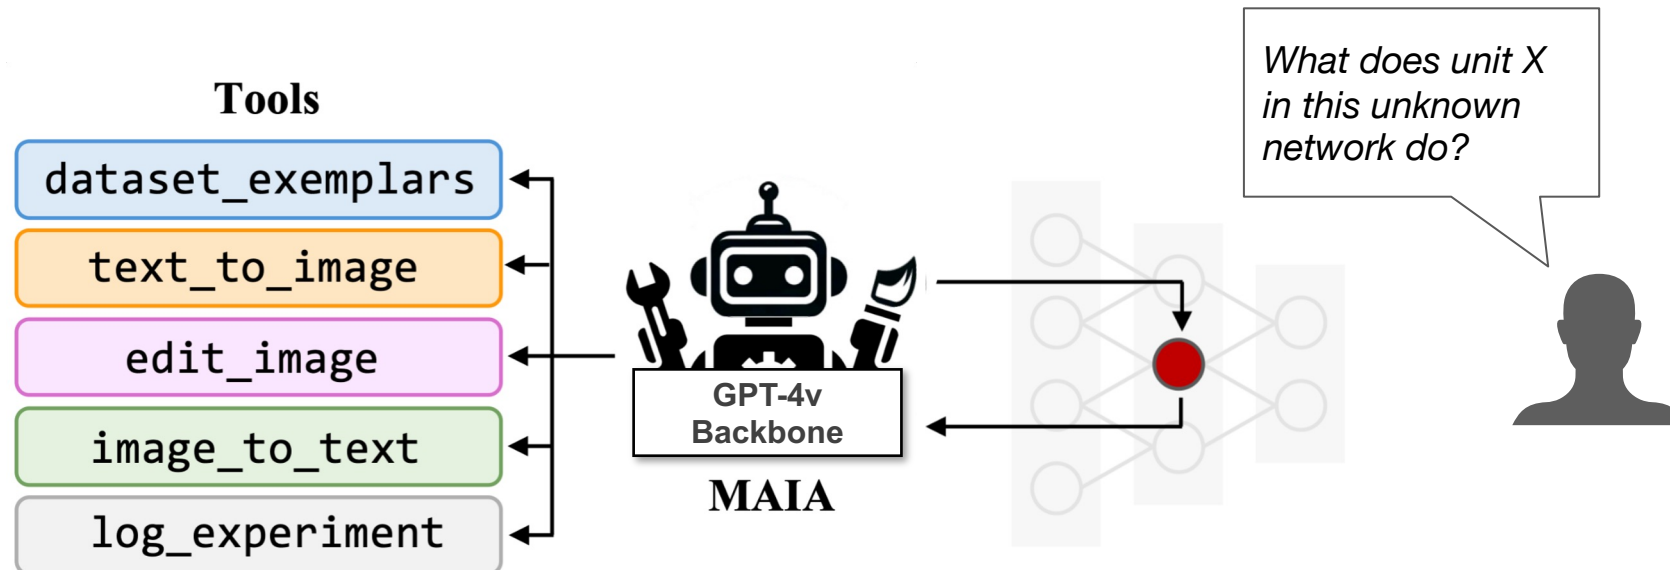 Tools
dataset_exemplars
text_to_image
edit_image
image_to_text
log_experiment
GPT-4v
Backbone
MAIA
What does unit X
in this unknown
network do?